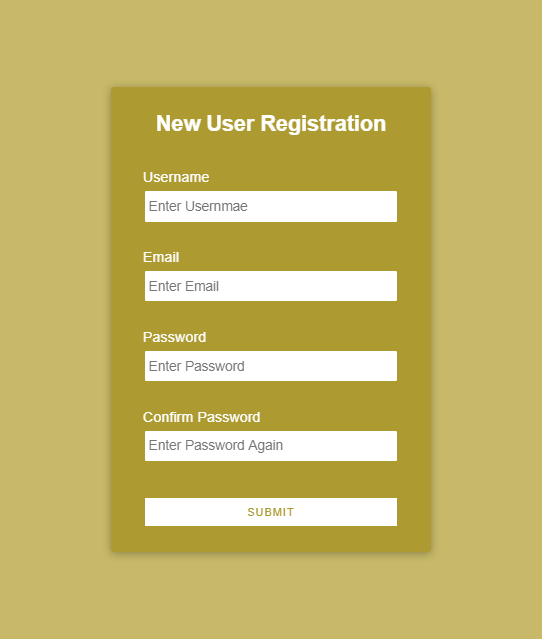 New User Registration
Username
Enter Usernmae
Email
Enter Email
Password
Enter Password
Confirm Password
Enter Password Again
SUBMIT